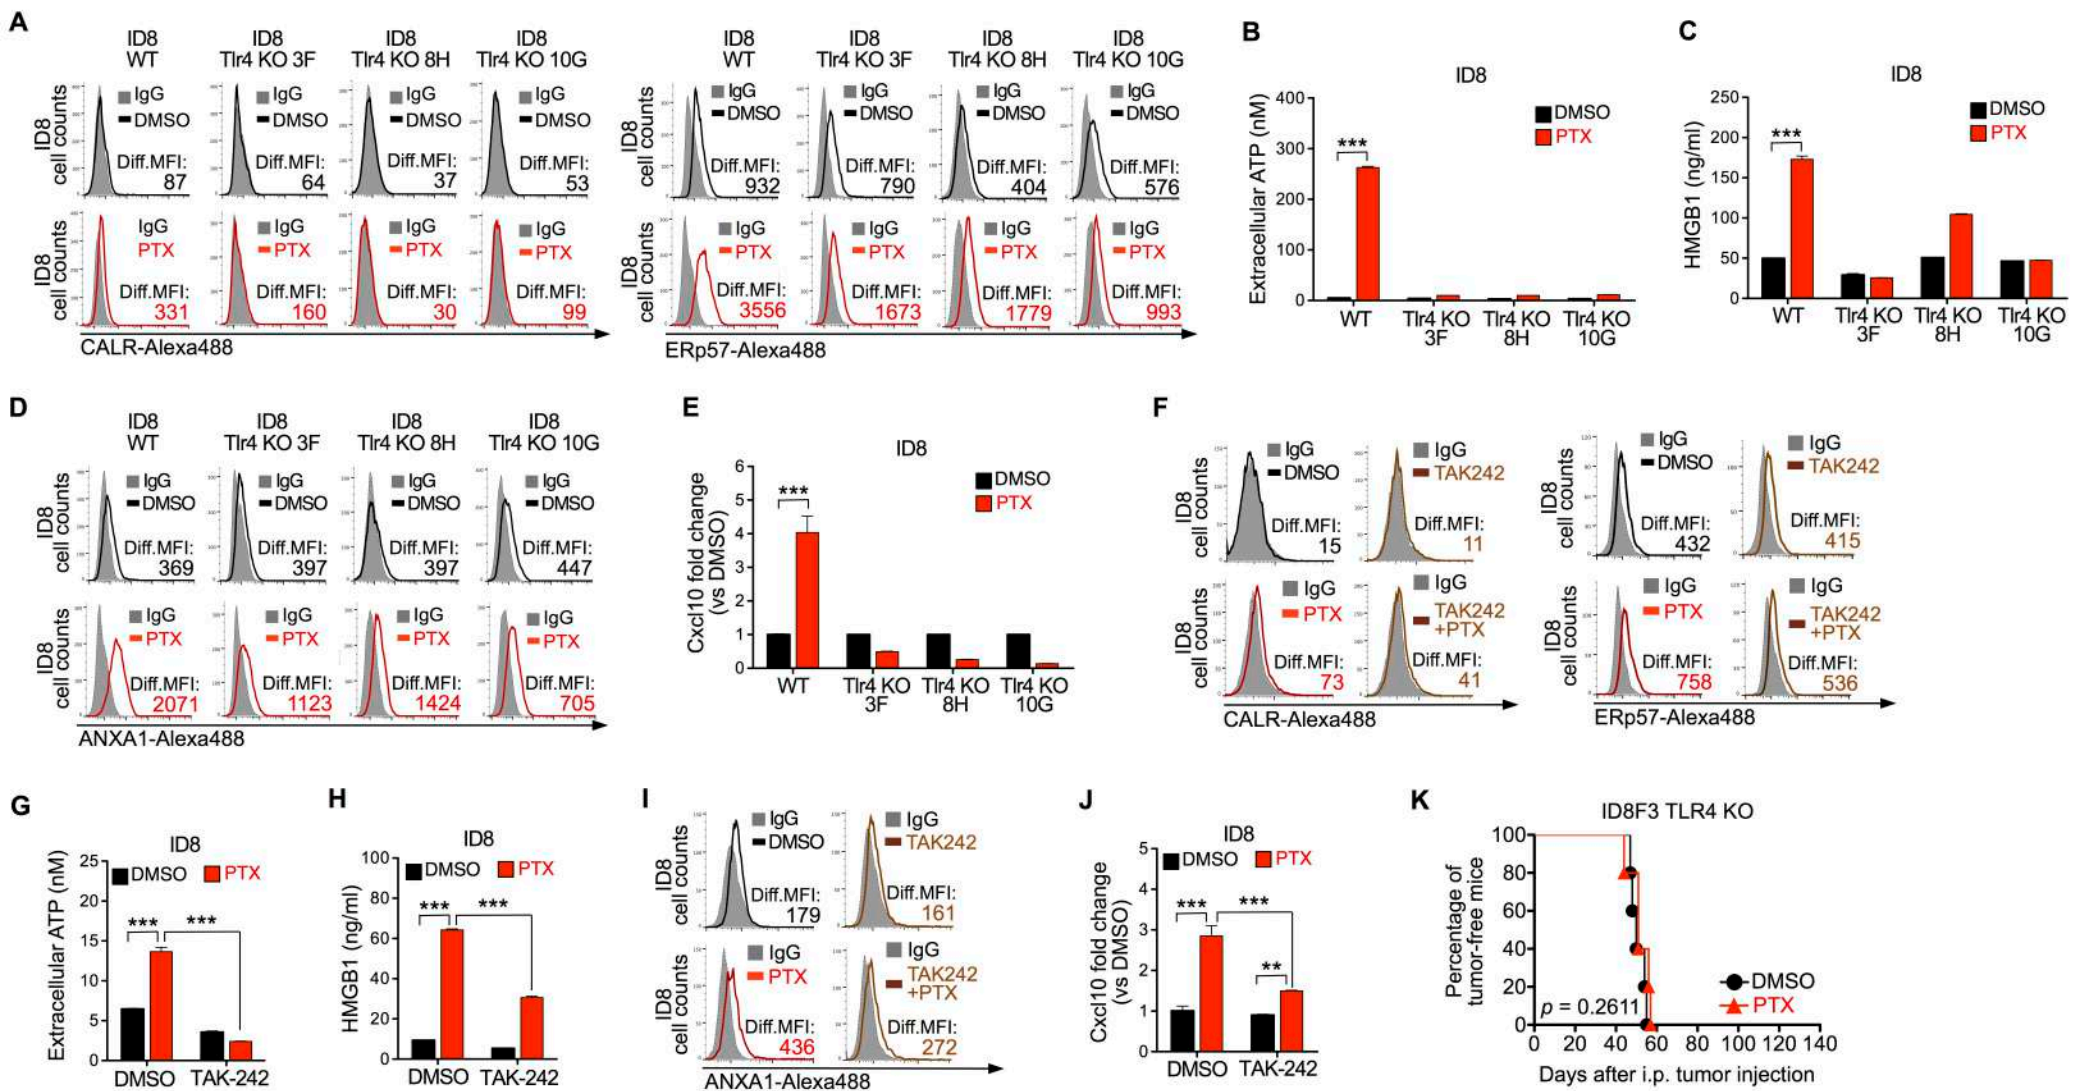 A
ID8
WT
ID8
Tlr4 KO 3F
ID8
Tlr4 KO 8H
ID8
Tlr4 KO 10G
ID8
cell counts
IgG
DMSO
Diff.MFI:
87
IgG
DMSO
Diff.MFI:
64
IgG
DMSO
Diff.MFI:
37
IgG
DMSO
Diff.MFI:
53
ID8
cell counts
IgG
PTX
Diff.MFI:
331
IgG
PTX
Diff.MFI:
160
IgG
PTX
Diff.MFI:
30
IgG
PTX
Diff.MFI:
99
CALR-Alexa488
ID8
WT
ID8
Tlr4 KO 3F
ID8
Tlr4 KO 8H
ID8
Tlr4 KO 10G
ID8
cell counts
IgG
DMSO
Diff.MFI:
932
IgG
DMSO
Diff.MFI:
790
IgG
DMSO
Diff.MFI:
404
IgG
DMSO
Diff.MFI:
576
ID8
cell counts
IgG
PTX
Diff.MFI:
3556
IgG
PTX
Diff.MFI:
1673
IgG
PTX
Diff.MFI:
1779
IgG
PTX
Diff.MFI:
993
ERp57-Alexa488
B
ID8
Extracellular ATP (nM)
400
300
200
100
0
***
DMSO
PTX
WT
Tlr4 KO
3F
Tlr4 KO
8H
Tlr4 KO
10G
C
ID8
HMGB1 (ng/ml)
250
200
150
100
50
0
***
DMSO
PTX
WT
Tlr4 KO
3F
Tlr4 KO
8H
Tlr4 KO
10G
D
ID8
WT
ID8
Tlr4 KO 3F
ID8
Tlr4 KO 8H
ID8
Tlr4 KO 10G
ID8
cell counts
IgG
DMSO
Diff.MFI:
369
IgG
DMSO
Diff.MFI:
397
IgG
DMSO
Diff.MFI:
397
IgG
DMSO
Diff.MFI:
447
ID8
cell counts
IgG
PTX
Diff.MFI:
2071
IgG
PTX
Diff.MFI:
1123
IgG
PTX
Diff.MFI:
1424
IgG
PTX
Diff.MFI:
705
ANXA1-Alexa488
E
ID8
Cxcl10 fold change
(vs DMSO)
6
5
4
3
2
1
0
***
DMSO
PTX
WT
Tlr4 KO
3F
Tlr4 KO
8H
Tlr4 KO
10G
F
ID8
cell counts
IgG
DMSO
Diff.MFI:
15
IgG
TAK242
Diff.MFI:
11
ID8
cell counts
IgG
PTX
Diff.MFI:
73
IgG
TAK242
+PTX
Diff.MFI:
41
CALR-Alexa488
ID8
cell counts
IgG
DMSO
Diff.MFI:
432
IgG
TAK242
Diff.MFI:
415
ID8
cell counts
IgG
PTX
Diff.MFI:
758
IgG
TAK242
+PTX
Diff.MFI:
536
ERp57-Alexa488
G
ID8
Extracellular ATP (nM)
25
20
15
10
5
0
DMSO
PTX
***
***
DMSO
TAK-242
H
ID8
HMGB1 (ng/ml)
100
80
60
40
20
0
DMSO
PTX
***
***
DMSO
TAK-242
I
ID8
cell counts
IgG
DMSO
Diff.MFI:
179
IgG
TAK242
Diff.MFI:
161
ID8
cell counts
IgG
PTX
Diff.MFI:
436
IgG
TAK242
+PTX
Diff.MFI:
272
ANXA1-Alexa488
J
ID8
Cxcl10 fold change
(vs DMSO)
5
4
3
2
1
0
DMSO
PTX
***
***
**
DMSO
TAK-242
K
ID8F3 TLR4 KO
Percentage of
tumor-free mice
100
80
60
40
20
0
p = 0.2611
DMSO
PTX
0 20 40 60 80 100 120 140
Days after i.p. tumor injection